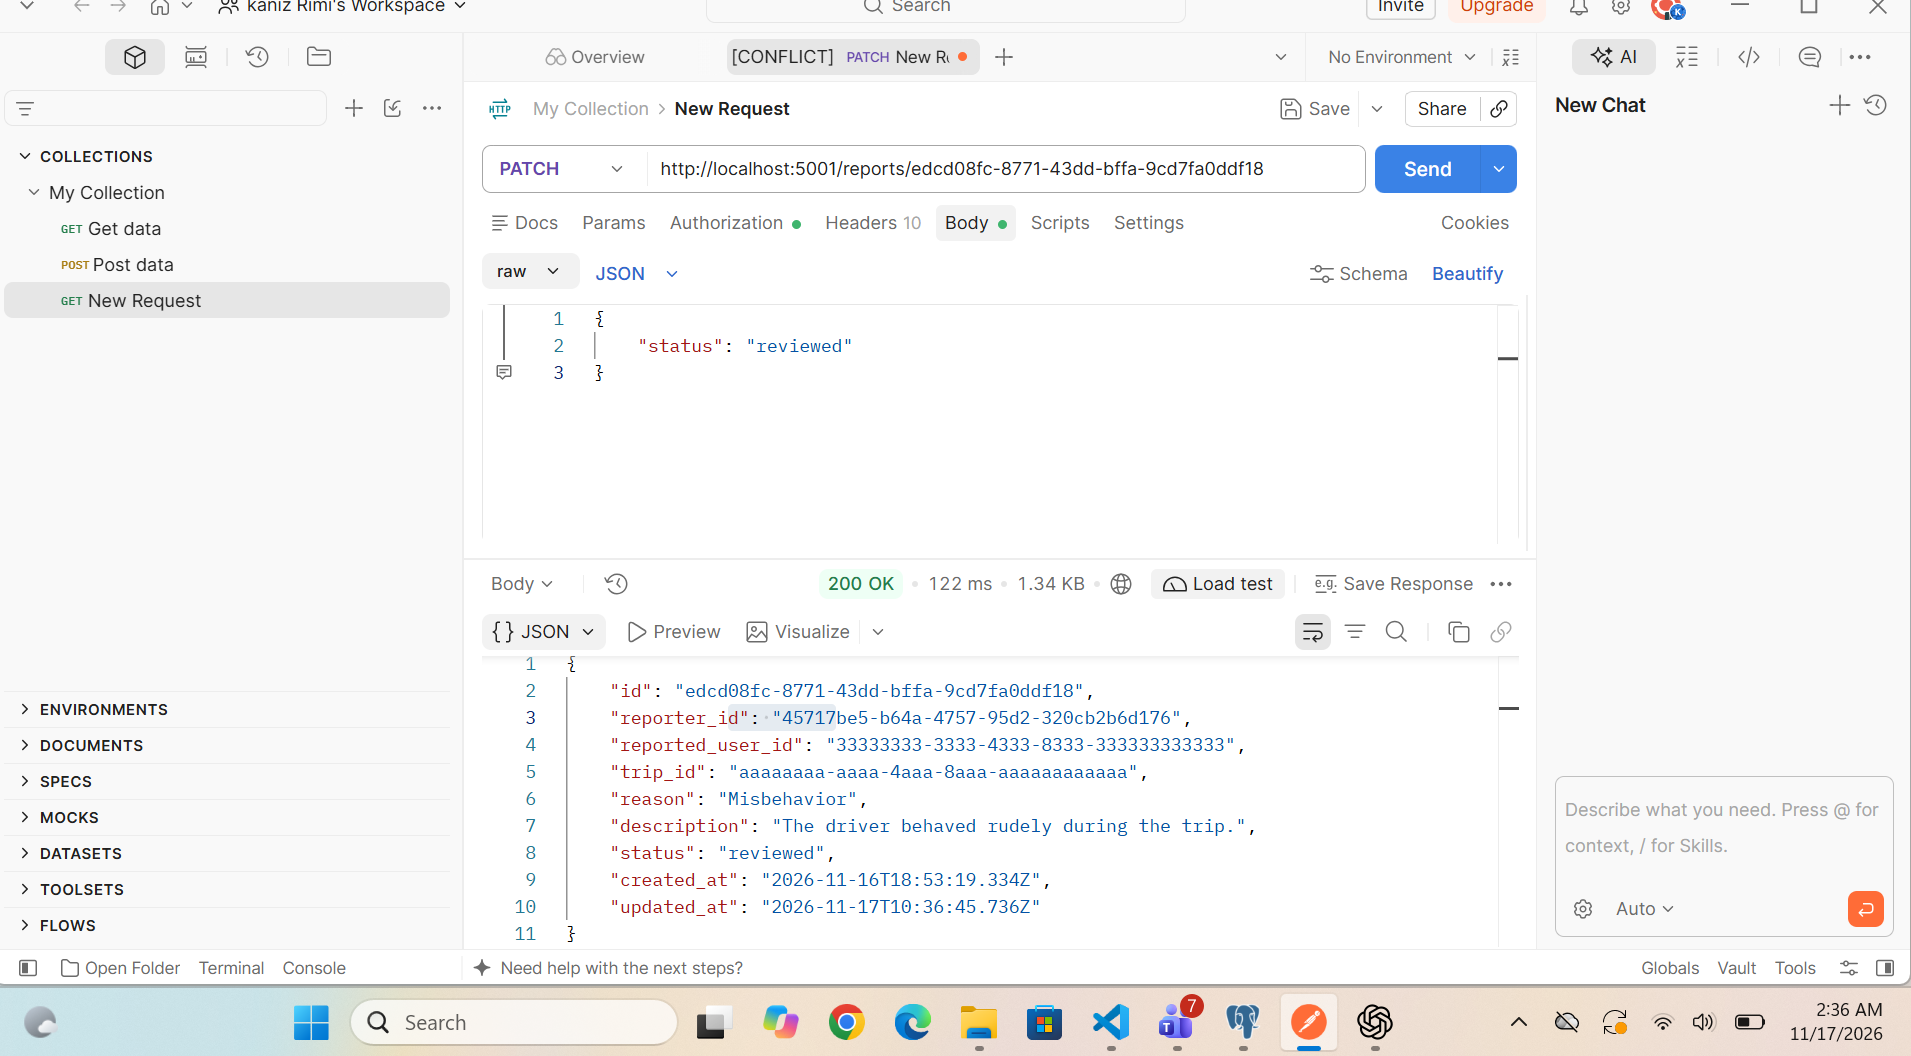 kaniz Rimi's Workspace
Search
Invite
Upgrade
K
Overview
[CONFLICT] PATCH New R
No Environment
AI
My Collection > New Request
Save
Share
New Chat
COLLECTIONS
My Collection
GET Get data
POST Post data
GET New Request
HTTP
PATCH
http://localhost:5001/reports/edcd08fc-8771-43dd-bffa-9cd7fa0ddf18
Send
Docs
Params
Authorization
Headers 10
Body
Scripts
Settings
Cookies
raw
JSON
Schema
Beautify
1 {
2 "status": "reviewed"
3 }
Body
200 OK
122 ms
1.34 KB
Load test
e.g. Save Response
{} JSON
Preview
Visualize
1 {
2 "id": "edcd08fc-8771-43dd-bffa-9cd7fa0ddf18",
3 "reporter_id": "45717be5-b64a-4757-95d2-320cb2b6d176",
4 "reported_user_id": "33333333-3333-4333-8333-333333333333",
5 "trip_id": "aaaaaaaa-aaaa-4aaa-8aaa-aaaaaaaaaaaa",
6 "reason": "Misbehavior",
7 "description": "The driver behaved rudely during the trip.",
8 "status": "reviewed",
9 "created_at": "2026-11-16T18:53:19.334Z",
10 "updated_at": "2026-11-17T10:36:45.736Z"
11 }
ENVIRONMENTS
DOCUMENTS
SPECS
MOCKS
DATASETS
TOOLSETS
FLOWS
Describe what you need. Press @ for
context, / for Skills.
Auto
Open Folder
Terminal
Console
Need help with the next steps?
Globals
Vault
Tools
Search
7
T
2:36 AM
11/17/2026